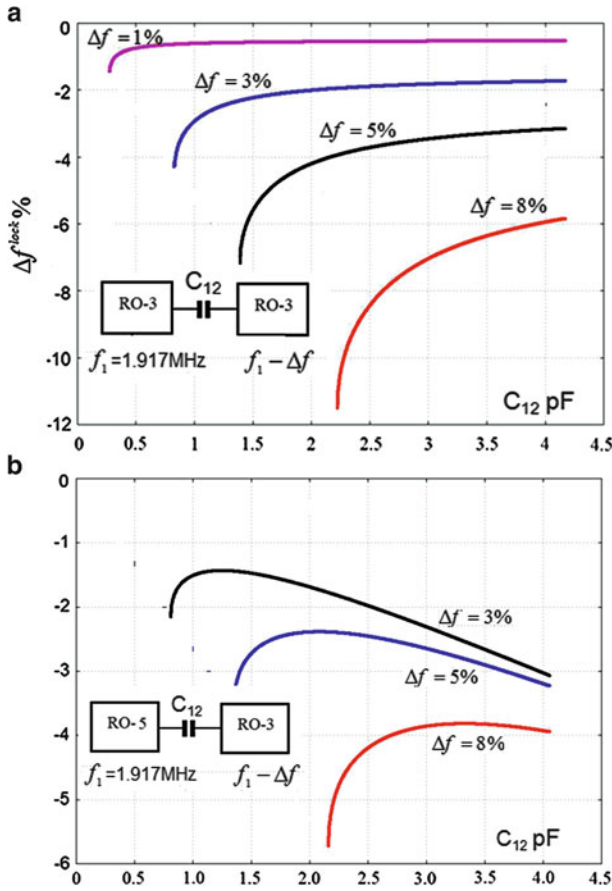 a
0
-2
-4
-6
-8
-10
-12
Δf^lock %
Δf = 1%
Δf = 3%
Δf = 5%
Δf = 8%
C12
RO-3 RO-3
f1=1.917MHz f1−Δf
C12 pF
0 0.5 1 1.5 2 2.5 3 3.5 4 4.5
b
0
-1
-2
-3
-4
-5
-6
Δf = 3%
Δf = 5%
Δf = 8%
C12
RO-5 RO-3
f1=1.917MHz f1−Δf
C12 pF
0.0 0.5 1.0 1.5 2.0 2.5 3.0 3.5 4.0 4.5